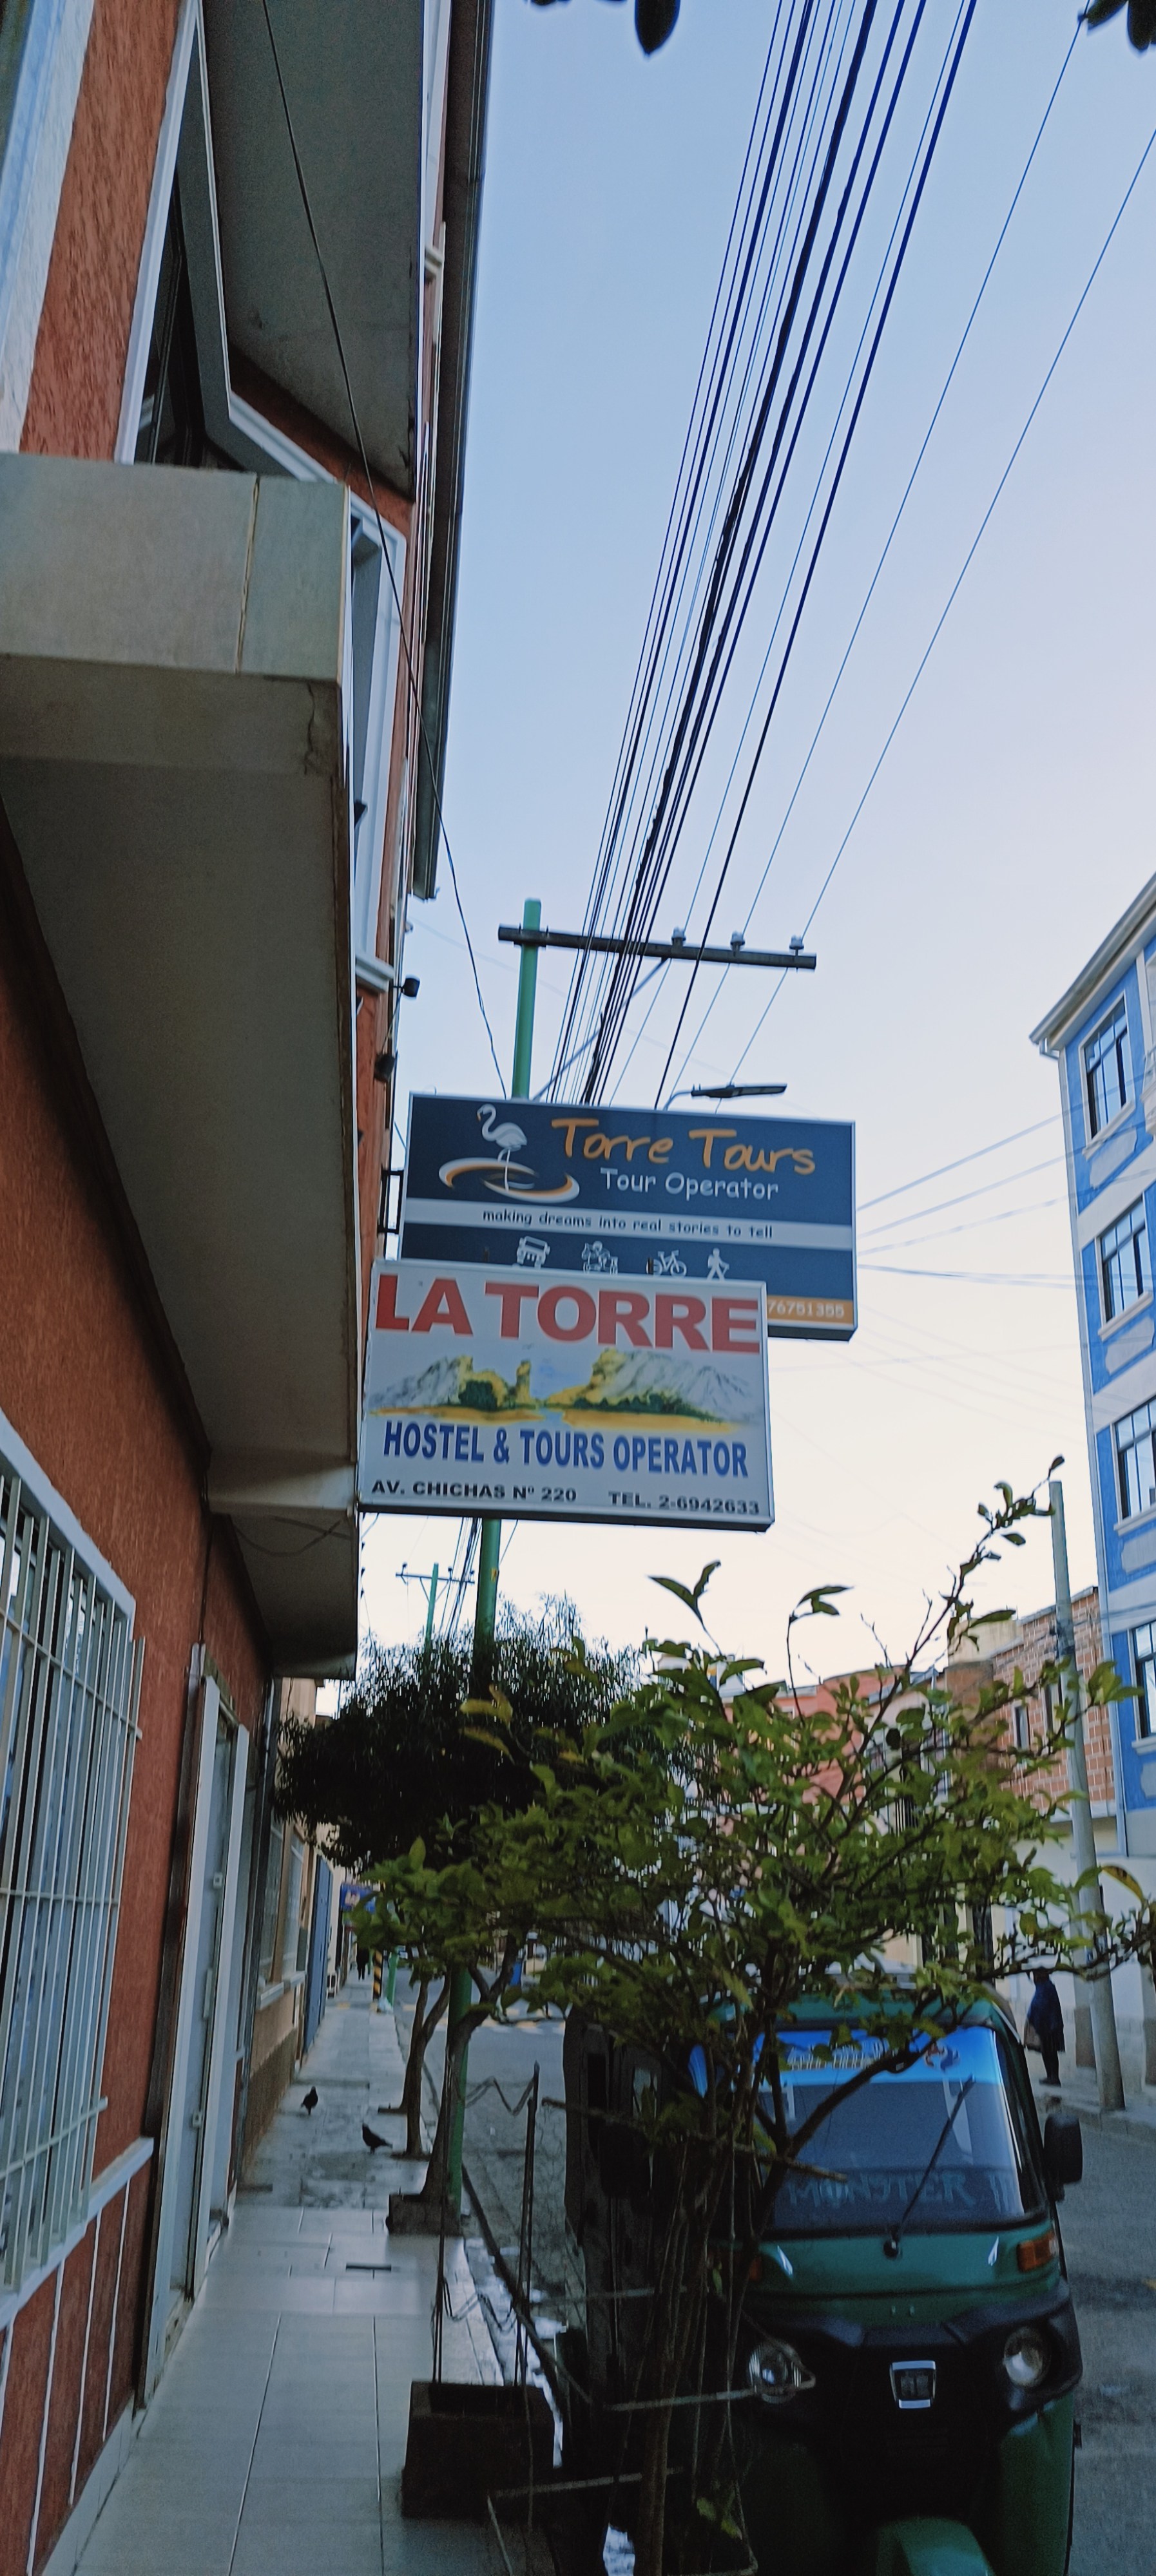 Torre Tours
Tour Operator
making dreams into real stories to tell
76751355
LA TORRE
HOSTEL & TOURS OPERATOR
AV. CHICHAS Nº 220 TEL. 2-6942633
MONSTER